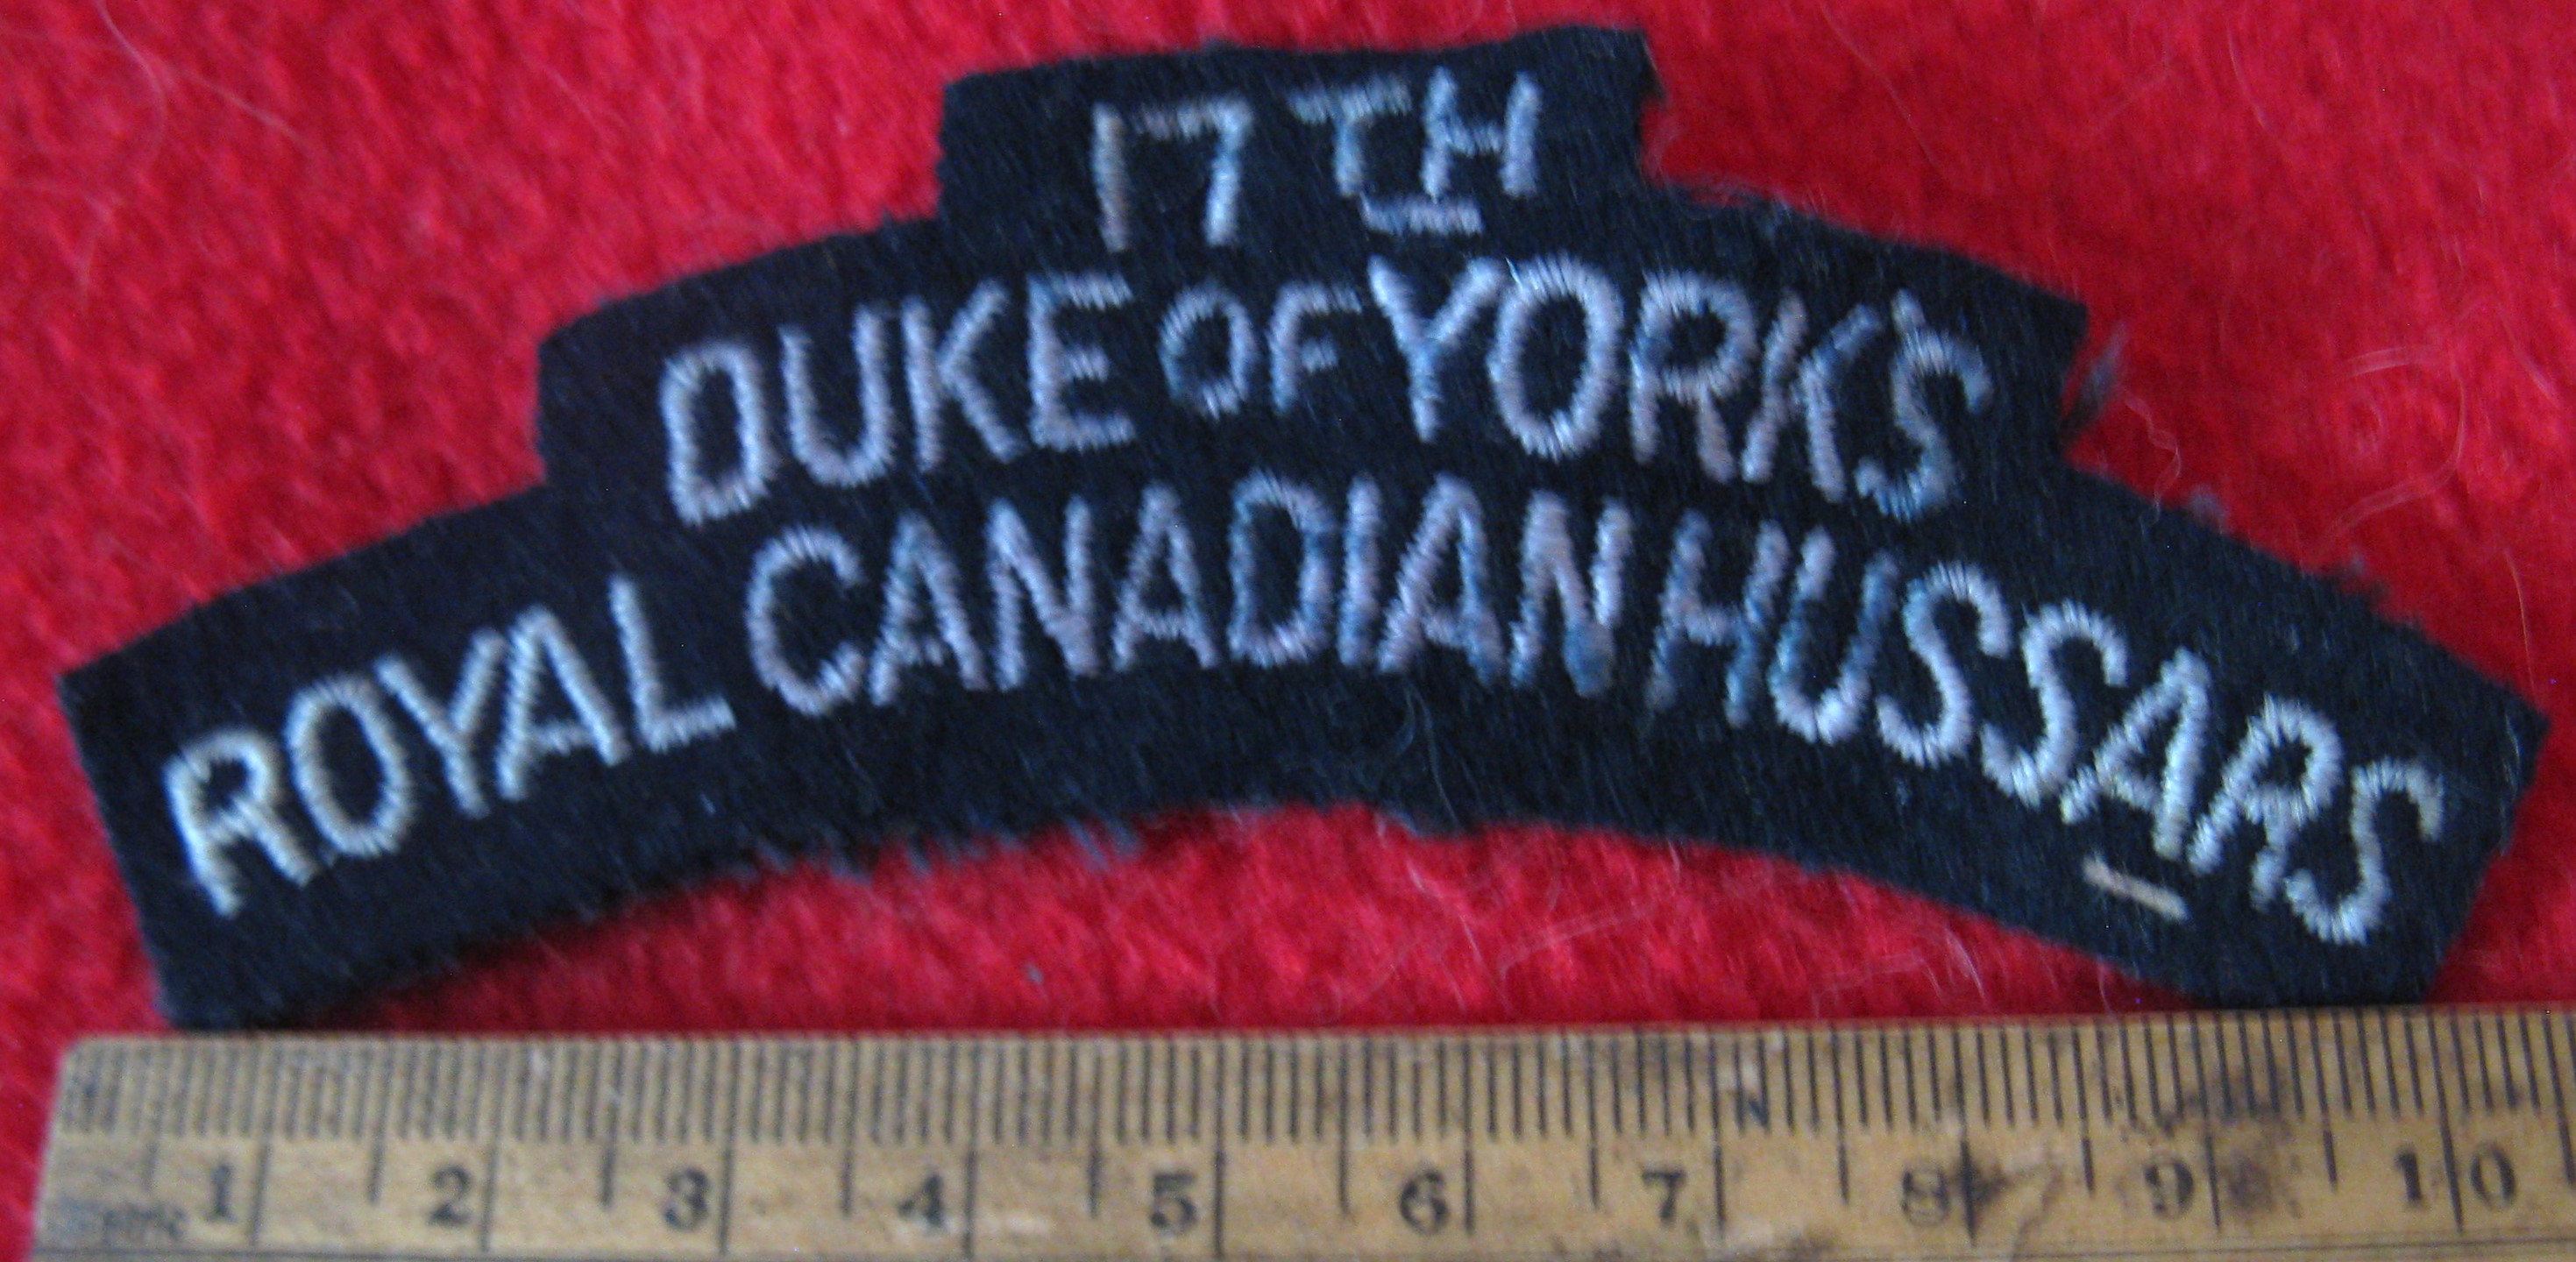 17TH
DUKE OF YORK'S
ROYAL CANADIAN HUSSARS
1 2 3 4 5 6 7 8 9 10